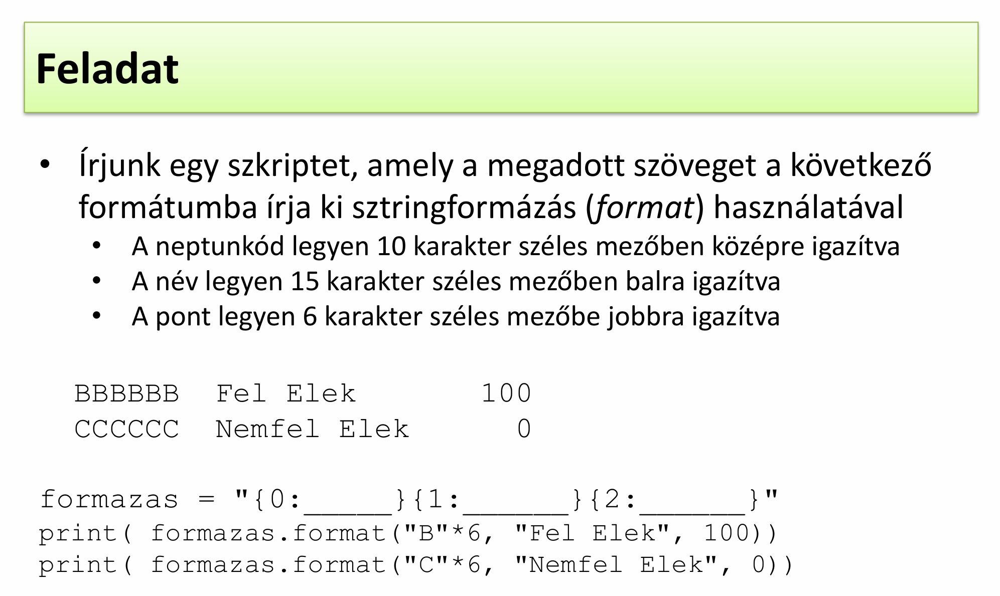 Feladat
• Írjunk egy szkriptet, amely a megadott szöveget a következő
formátumba írja ki sztringformázás (format) használatával
• A neptunkód legyen 10 karakter széles mezőben középre igazítva
• A név legyen 15 karakter széles mezőben balra igazítva
• A pont legyen 6 karakter széles mezőbe jobbra igazítva
BBBBBB  Fel Elek       100
CCCCCC  Nemfel Elek      0
formazas = "{0:_____}{1:______}{2:______}"
print( formazas.format("B"*6, "Fel Elek", 100))
print( formazas.format("C"*6, "Nemfel Elek", 0))